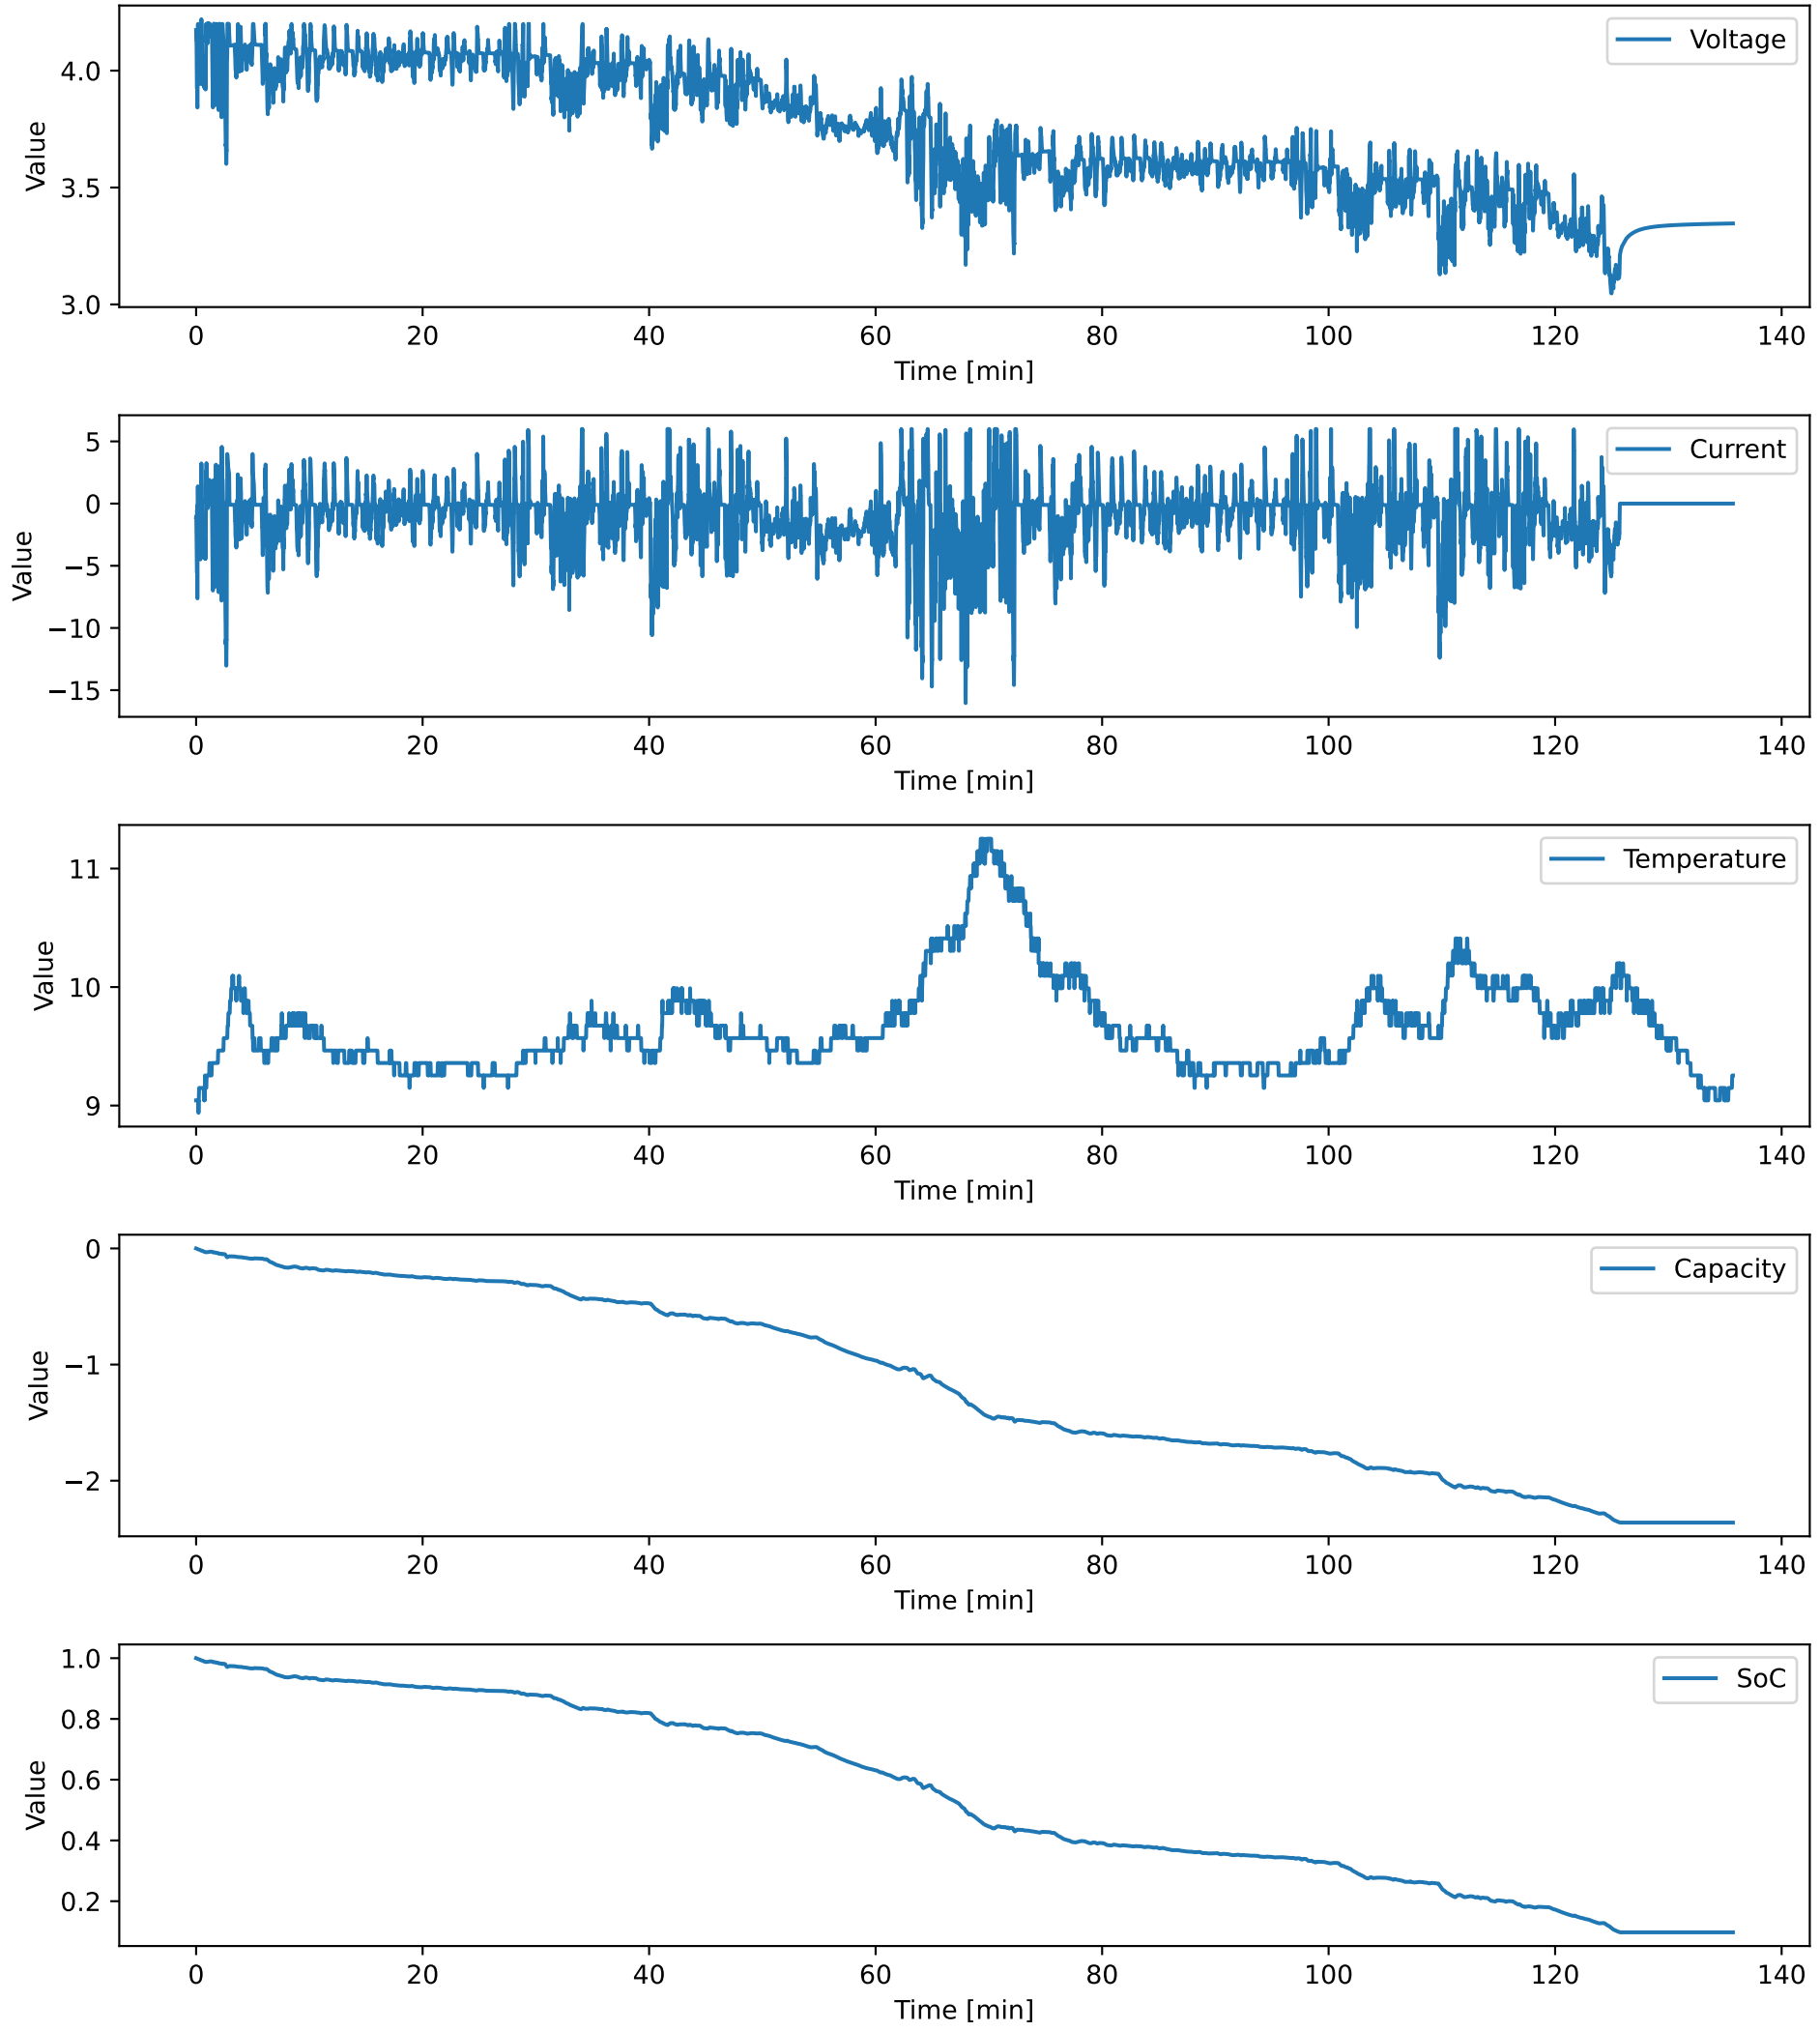 Voltage
4.0
3.5
3.0
Value
0 20 40 60 80 100 120 140
Time [min]
Current
5
0
−5
−10
−15
Value
0 20 40 60 80 100 120 140
Time [min]
Temperature
11
10
9
Value
0 20 40 60 80 100 120 140
Time [min]
Capacity
0
−1
−2
Value
0 20 40 60 80 100 120 140
Time [min]
SoC
1.0
0.8
0.6
0.4
0.2
Value
0 20 40 60 80 100 120 140
Time [min]